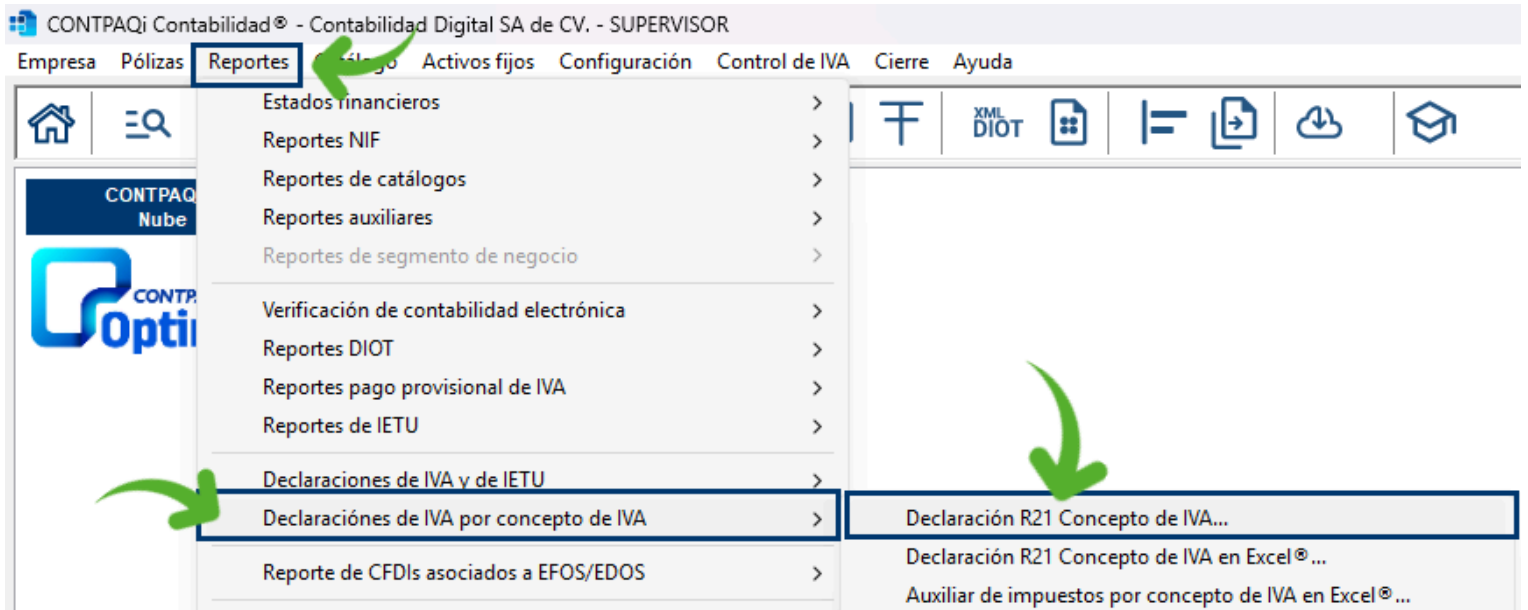 CONTPAQi Contabilidad® - Contabilidad Digital SA de CV. - SUPERVISOR
Empresa Pólizas Reportes Catálogo Activos fijos Configuración Control de IVA Cierre Ayuda
XML
DIOT
CONTPAQ
Nube
CONTP
Opti
Estados financieros
Reportes NIF
Reportes de catálogos
Reportes auxiliares
Reportes de segmento de negocio
Verificación de contabilidad electrónica
Reportes DIOT
Reportes pago provisional de IVA
Reportes de IETU
Declaraciones de IVA y de IETU
Declaraciónes de IVA por concepto de IVA
Reporte de CFDIs asociados a EFOS/EDOS
Declaración R21 Concepto de IVA...
Declaración R21 Concepto de IVA en Excel®...
Auxiliar de impuestos por concepto de IVA en Excel®...